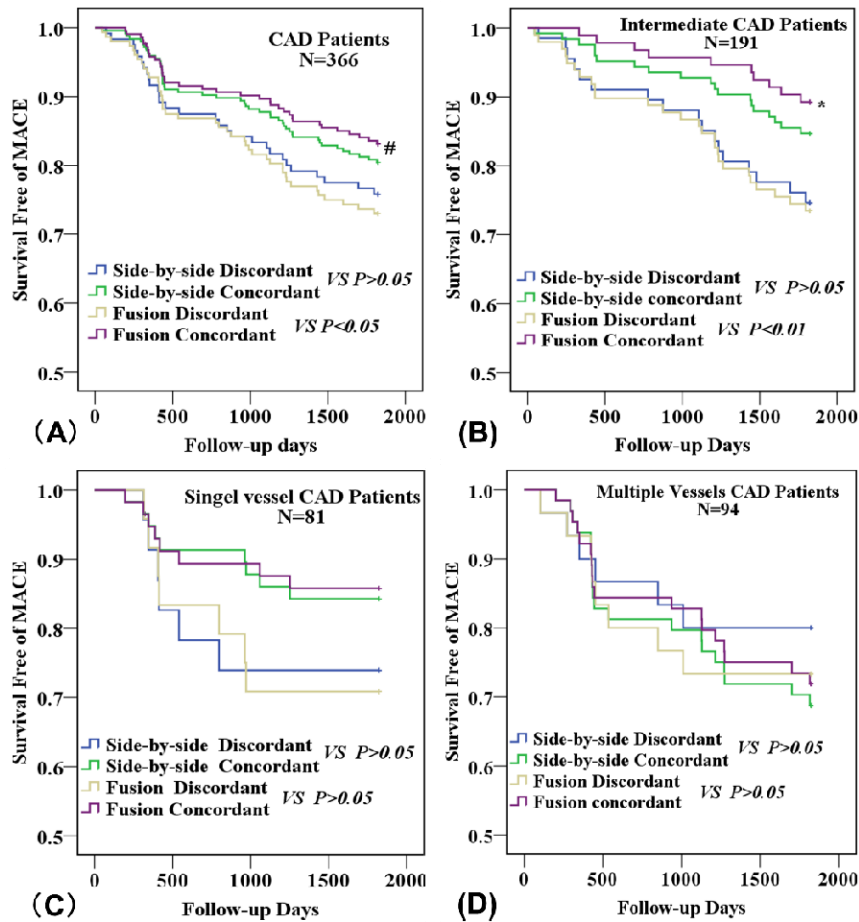 CAD Patients
N=366
Survival Free of MACE
1.0
0.9
0.8
0.7
0.6
0.5
#
Side-by-side Discordant
Side-by-side Concordant
VS P>0.05
Fusion Discordant
Fusion Concordant
VS P<0.05
0 500 1000 1500 2000
(A)
Follow-up days
Intermediate CAD Patients
N=191
Survival Free of MACE
1.0
0.9
0.8
0.7
0.6
0.5
*
Side-by-side Discordant
Side-by-side concordant
VS P>0.05
Fusion Discordant
Fusion Concordant
VS P<0.01
0 500 1000 1500 2000
(B)
Follow-up Days
Singel vessel CAD Patients
N=81
Survival Free of MACE
1.0
0.9
0.8
0.7
0.6
0.5
Side-by-side Discordant
Side-by-side Concordant
VS P>0.05
Fusion Discordant
Fusion Concordant
VS P>0.05
0 500 1000 1500 2000
(C)
Follow-up Days
Multiple Vessels CAD Patients
N=94
Survival Free of MACE
1.0
0.9
0.8
0.7
0.6
0.5
Side-by-side Discordant
Side-by-side Concordant
VS P>0.05
Fusion Discordant
Fusion concordant
VS P>0.05
0 500 1000 1500 2000
(D)
Follow-up Days